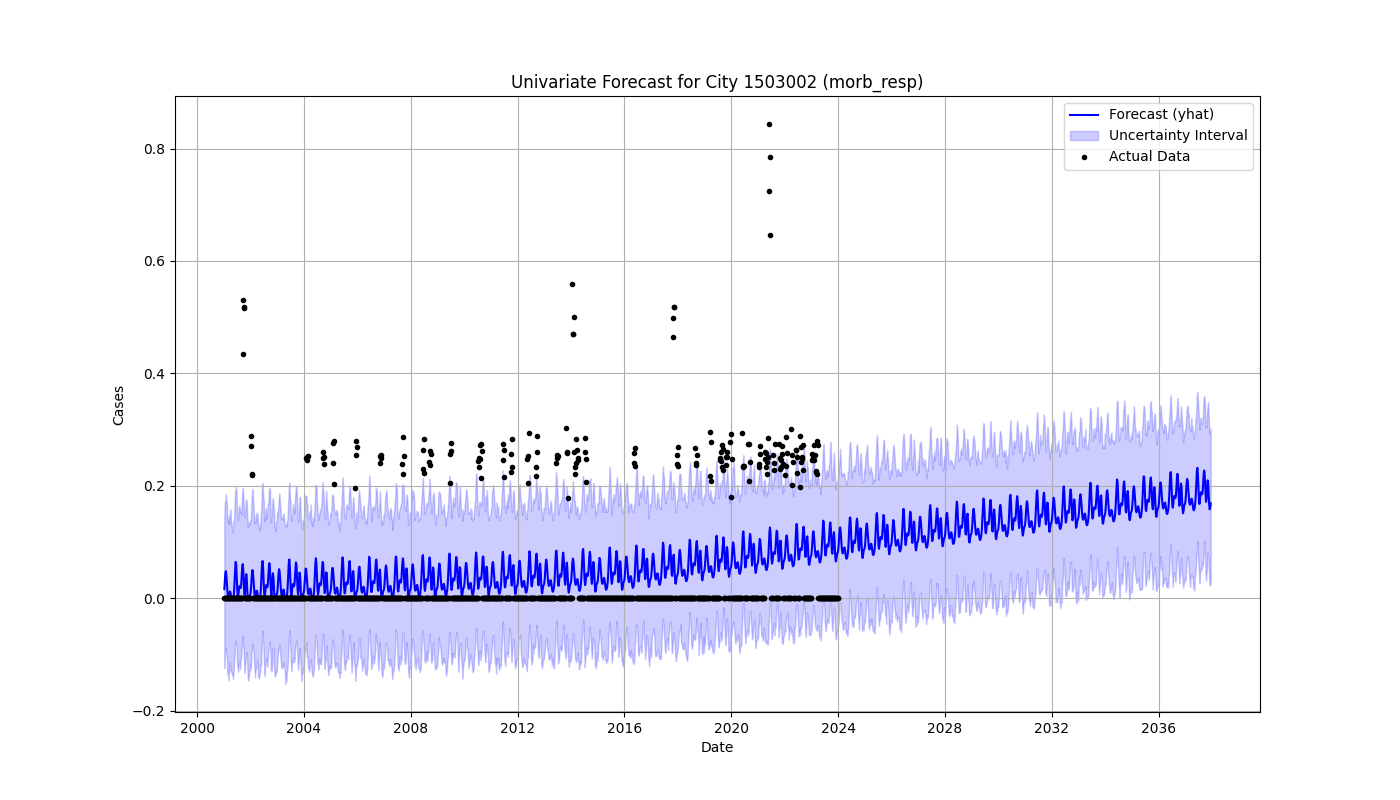 Univariate Forecast for City 1503002 (morb_resp)
Forecast (yhat)
Uncertainty Interval
Actual Data
Cases
0.8
0.6
0.4
0.2
0.0
−0.2
2000 2004 2008 2012 2016 2020 2024 2028 2032 2036
Date